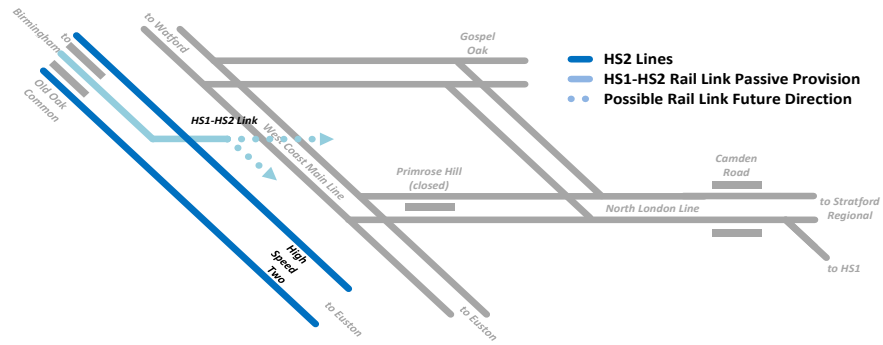 to
Birmingham
Old Oak
Common
to Watford
HS1-HS2 Link
West Coast Main Line
Gospel
Oak
HS2 Lines
HS1-HS2 Rail Link Passive Provision
Possible Rail Link Future Direction
Primrose Hill
(closed)
Camden
Road
North London Line
to Stratford
Regional
to HS1
High
Speed
Two
to Euston
to Euston